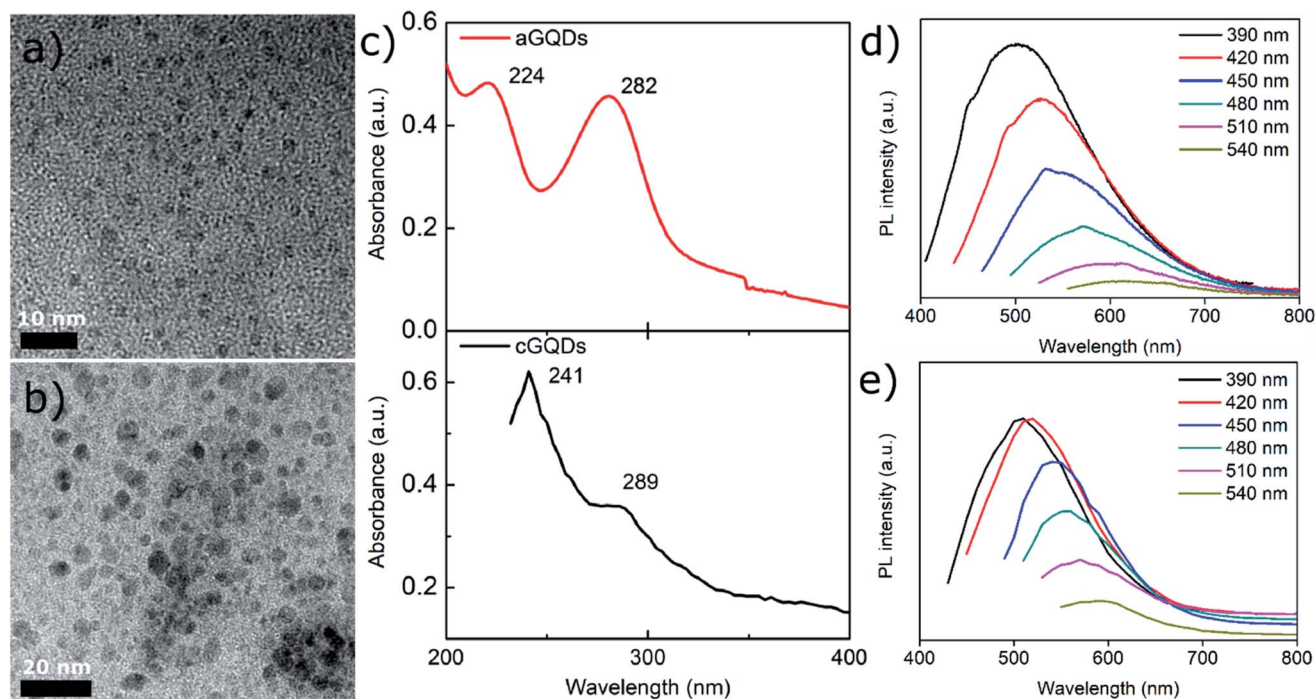 a)
10 nm
b)
20 nm
c)
0.6
0.4
0.2
0.0
0.6
0.4
0.2
Absorbance (a.u.)
Absorbance (a.u.)
aGQDs
224
282
cGQDs
241
289
200
300
400
Wavelength (nm)
d)
PL intensity (a.u.)
390 nm
420 nm
450 nm
480 nm
510 nm
540 nm
400
500
600
700
800
Wavelength (nm)
e)
PL intensity (a.u.)
390 nm
420 nm
450 nm
480 nm
510 nm
540 nm
400
500
600
700
800
Wavelength (nm)